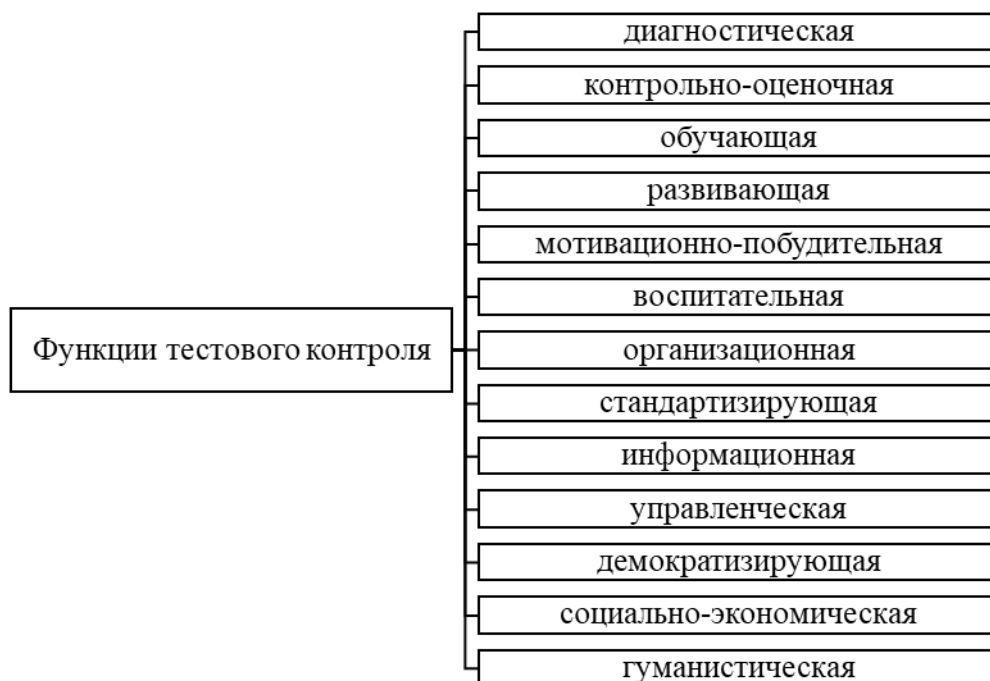 диагностическая
контрольно-оценочная
обучающая
развивающая
мотивационно-побудительная
воспитательная
Функции тестового контроля
организационная
стандартизирующая
информационная
управленческая
демократизирующая
социально-экономическая
гуманистическая